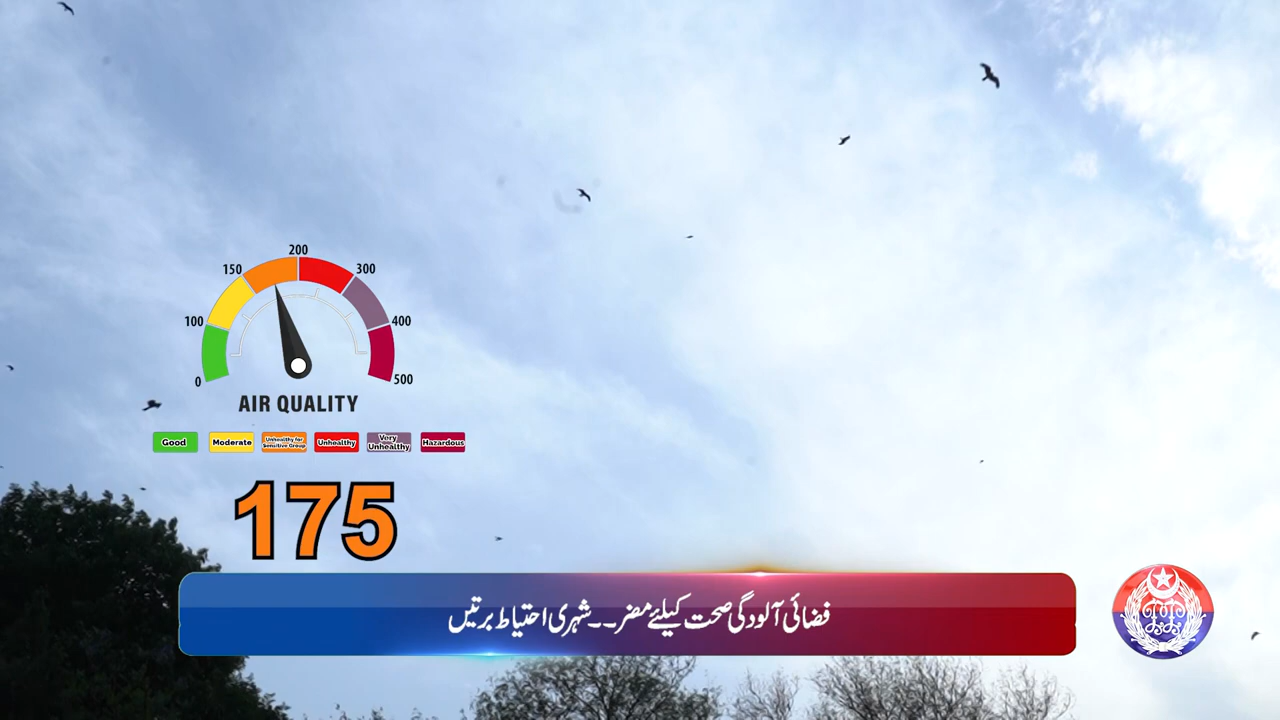 200
150 300
100 400
0 500
AIR QUALITY
Good Moderate Unhealthy for Sensitive Group Unhealthy Very Unhealthy Hazardous
175
فضائی آلودگی صحت کیلئے مضر۔۔شہری احتیاط برتیں